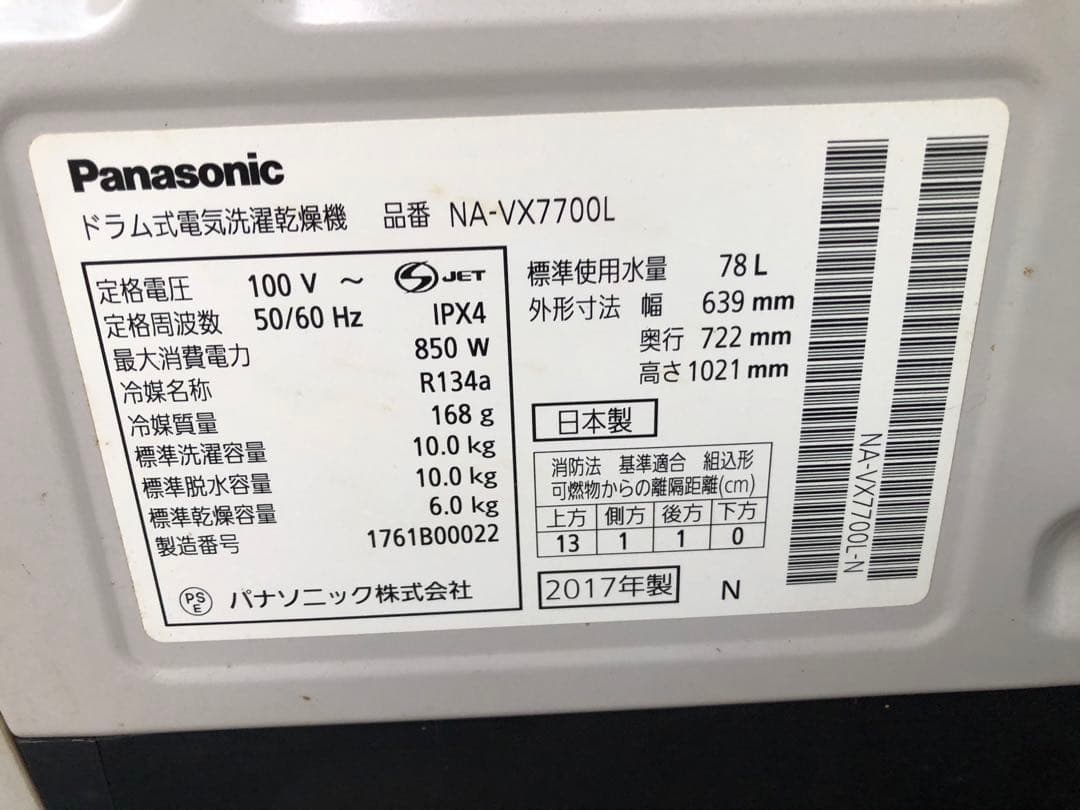 Panasonic
ドラム式電気洗濯乾燥機 品番 NA-VX7700L
定格電圧 100 V ～ S JET
定格周波数 50/60 Hz IPX4
最大消費電力 850 W
冷媒名称 R134a
冷媒質量 168 g
標準洗濯容量 10.0 kg
標準脱水容量 10.0 kg
標準乾燥容量 6.0 kg
製造番号 1761B00022
PS E パナソニック株式会社
標準使用水量 78 L
外形寸法 幅 639 mm
奥行 722 mm
高さ 1021 mm
日本製
消防法 基準適合 組込形
可燃物からの離隔距離(cm)
上方 側方 後方 下方
13 1 1 0
2017年製 N
NA-VX7700L-N